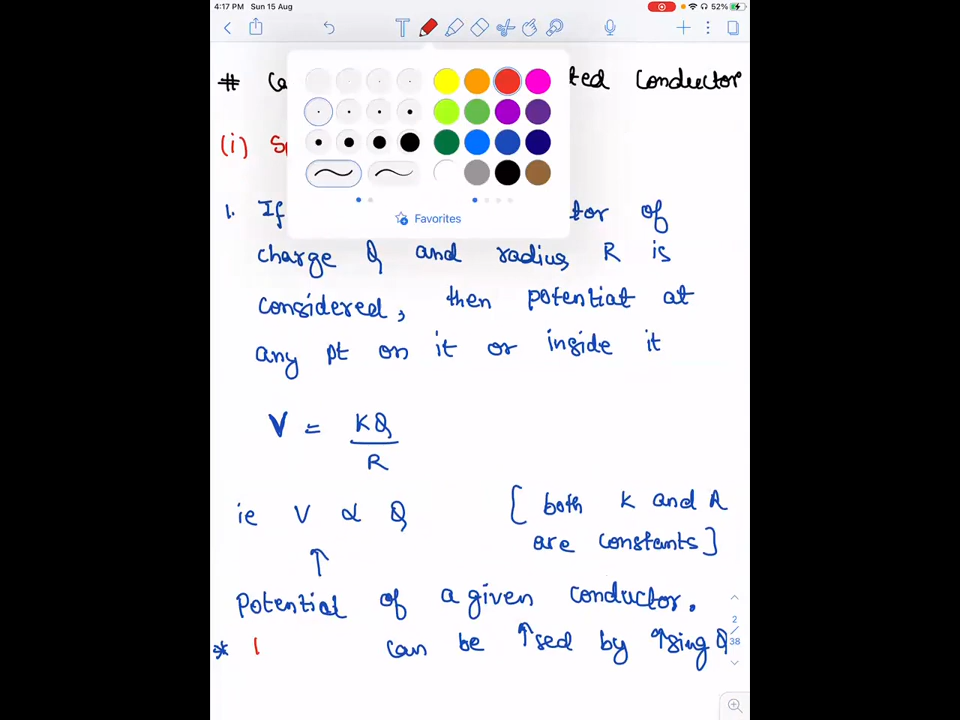 4:17 PM Sun 15 Aug 52%
T
# ted Conductor
(i)
1. If tor of
charge Q and radius R is
considered, then potential at
any pt on it or inside it
V = KQ
R
ie V ∝ Q [ both K and R
are constants ]
↑
Potential of a given conductor.
* can be ↑sed by ↑sing Q
Favorites
2
/
38